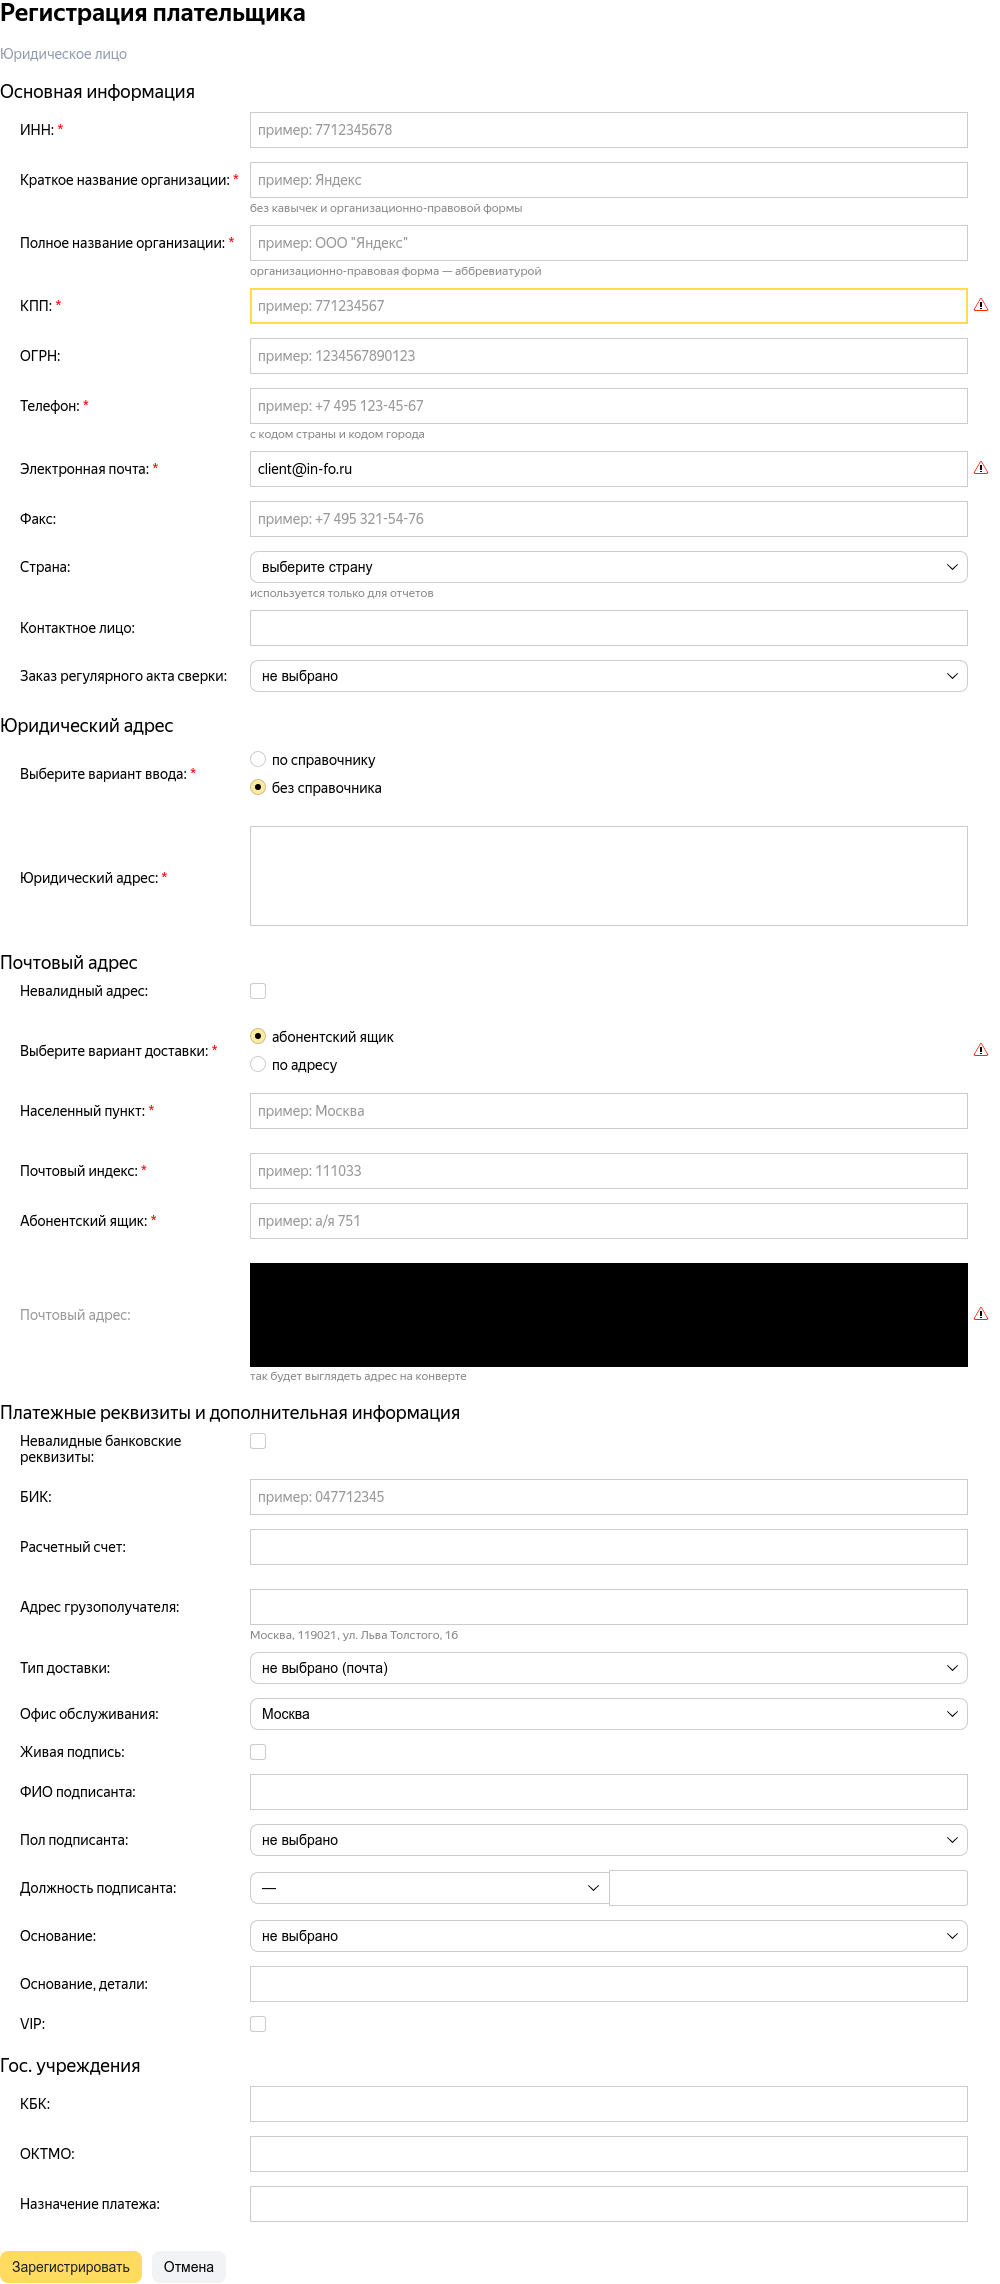 Регистрация плательщика
Юридическое лицо
Основная информация
ИНН: *
пример: 7712345678
Краткое название организации: *
пример: Яндекс
без кавычек и организационно-правовой формы
Полное название организации: *
пример: ООО "Яндекс"
организационно-правовая форма — аббревиатурой
КПП: *
пример: 771234567
ОГРН:
пример: 1234567890123
Телефон: *
пример: +7 495 123-45-67
с кодом страны и кодом города
Электронная почта: *
client@in-fo.ru
Факс:
пример: +7 495 321-54-76
Страна:
выберите страну
используется только для отчетов
Контактное лицо:
Заказ регулярного акта сверки:
не выбрано
Юридический адрес
Выберите вариант ввода: *
по справочнику
без справочника
Юридический адрес: *
Почтовый адрес
Невалидный адрес:
Выберите вариант доставки: *
абонентский ящик
по адресу
Населенный пункт: *
пример: Москва
Почтовый индекс: *
пример: 111033
Абонентский ящик: *
пример: а/я 751
Почтовый адрес:
так будет выглядеть адрес на конверте
Платежные реквизиты и дополнительная информация
Невалидные банковские
реквизиты:
БИК:
пример: 047712345
Расчетный счет:
Адрес грузополучателя:
Москва, 119021, ул. Льва Толстого, 16
Тип доставки:
не выбрано (почта)
Офис обслуживания:
Москва
Живая подпись:
ФИО подписанта:
Пол подписанта:
не выбрано
Должность подписанта:
—
Основание:
не выбрано
Основание, детали:
VIP:
Гос. учреждения
КБК:
ОКТМО:
Назначение платежа:
Зарегистрировать
Отмена